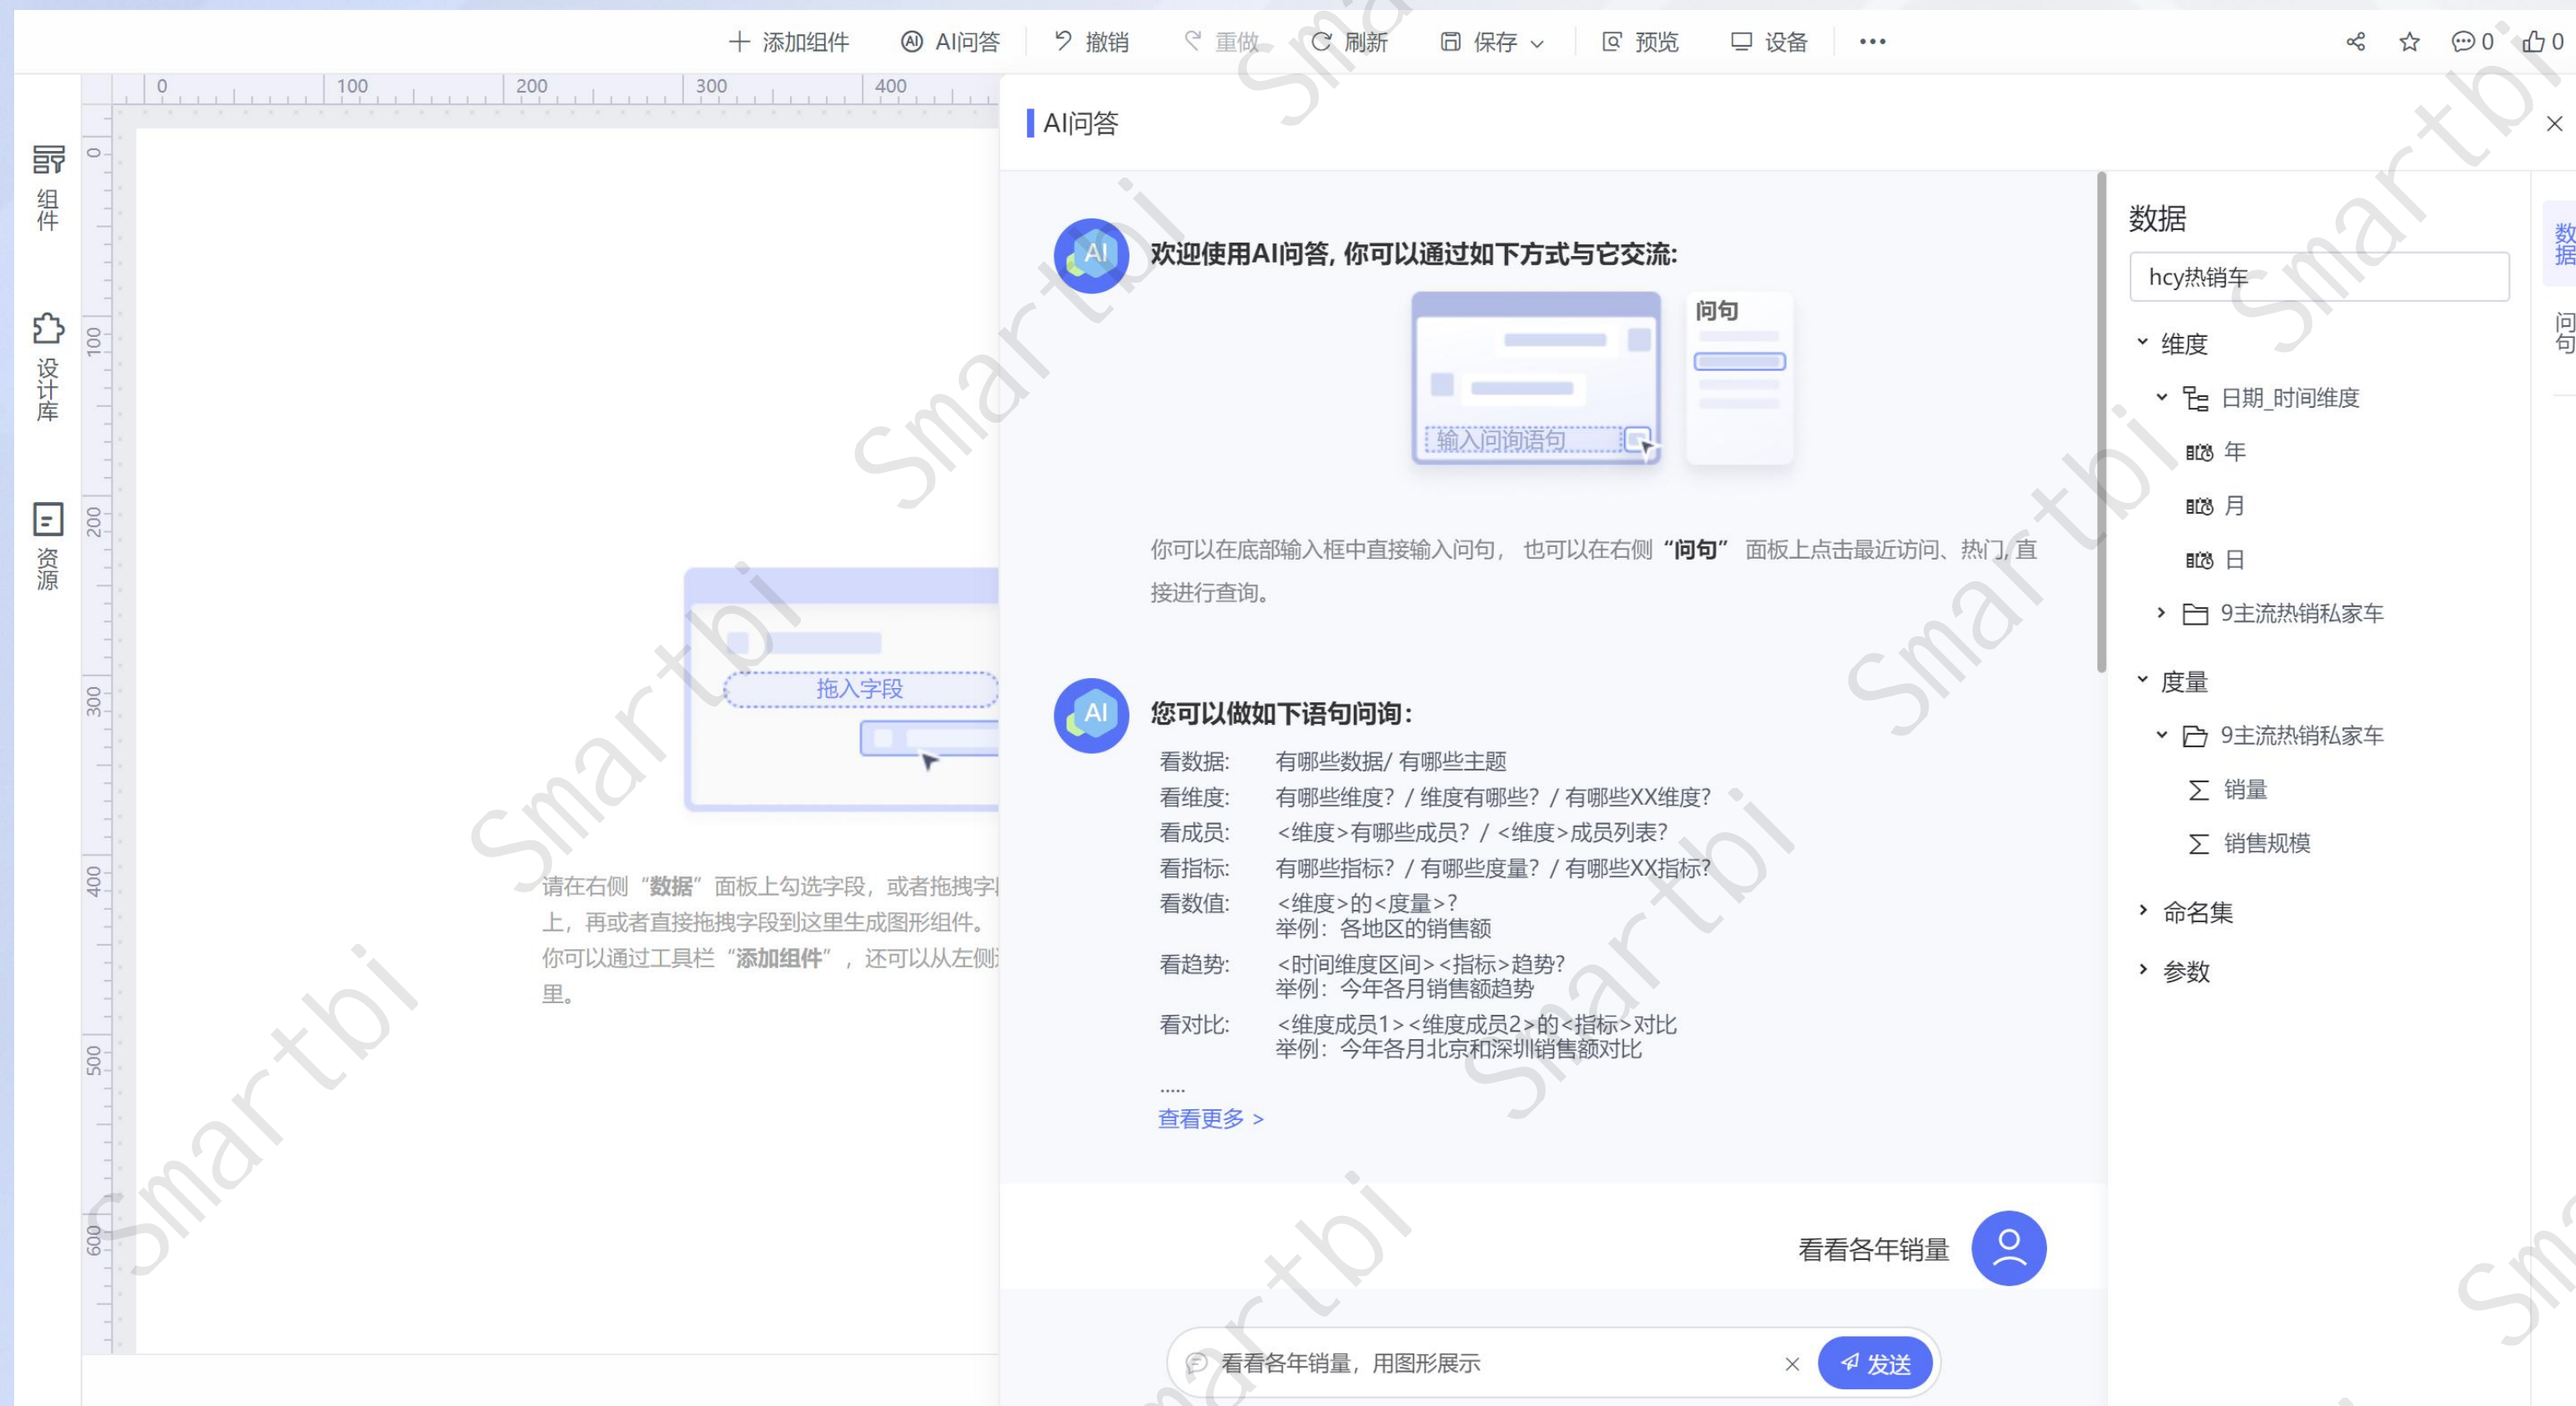 添加组件 AI问答 撤销 重做 刷新 保存 预览 设备 ••• 0 0
0 100 200 300 400
0 100 200 300 400 500 600
组件
设计库
资源
拖入字段
请在右侧“数据”面板上勾选字段，或者拖拽字
上，再或者直接拖拽字段到这里生成图形组件。
你可以通过工具栏“添加组件”，还可以从左侧
里。
AI问答
AI 欢迎使用AI问答, 你可以通过如下方式与它交流:
问句
输入问询语句
你可以在底部输入框中直接输入问句， 也可以在右侧 “问句” 面板上点击最近访问、热门, 直
接进行查询。
AI 您可以做如下语句问询：
看数据: 有哪些数据/ 有哪些主题
看维度: 有哪些维度? / 维度有哪些? / 有哪些XX维度?
看成员: <维度>有哪些成员? / <维度>成员列表?
看指标: 有哪些指标? / 有哪些度量? / 有哪些XX指标?
看数值: <维度>的<度量>?
举例：各地区的销售额
看趋势: <时间维度区间><指标>趋势?
举例：今年各月销售额趋势
看对比: <维度成员1><维度成员2>的<指标>对比
举例：今年各月北京和深圳销售额对比
.....
查看更多 >
看看各年销量
看看各年销量，用图形展示 发送
数据
hcy热销车
维度
日期_时间维度
年
月
日
9主流热销私家车
度量
9主流热销私家车
销量
销售规模
命名集
参数
数据
问句
Smartbi
Smartbi
Smartbi
Smartbi
Smartbi
Smartbi
Smartbi
Smartbi